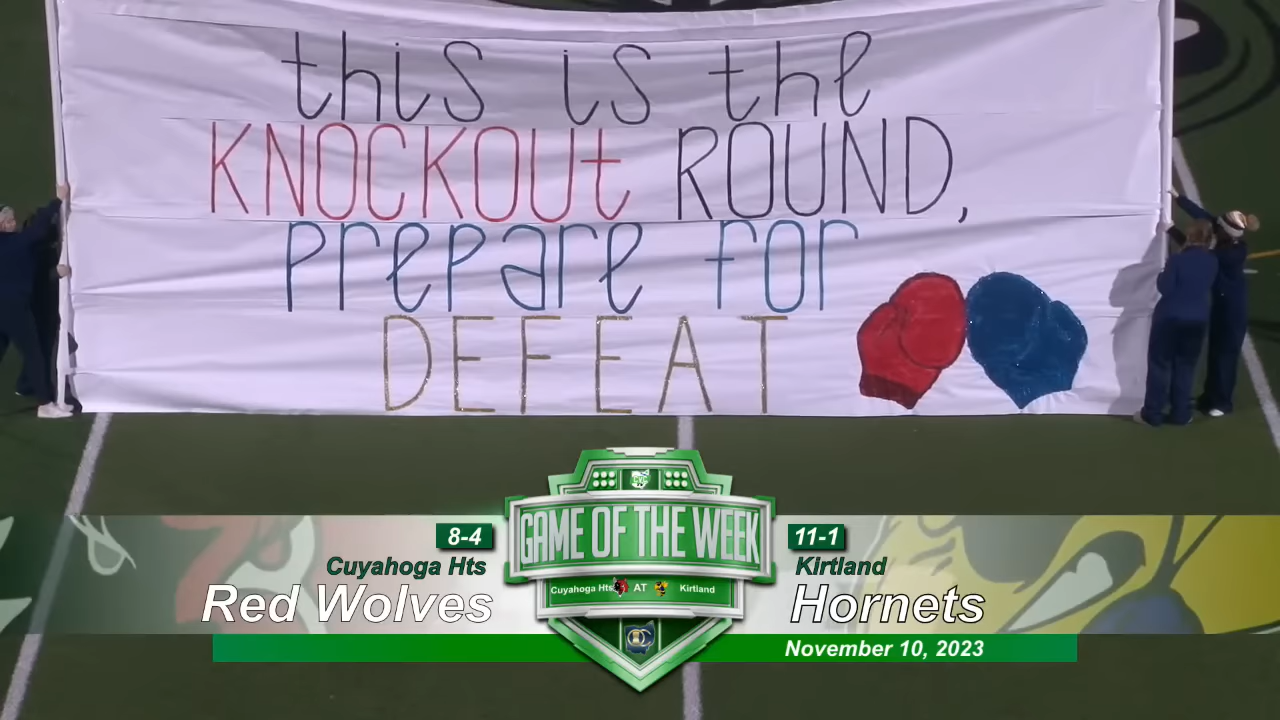 this is the
KNOCKOUt ROUND,
prepare for
DEFEAT
GAME OF THE WEEK
8-4
Cuyahoga Hts
Red Wolves
11-1
Kirtland
Hornets
Cuyahoga Hts AT Kirtland
November 10, 2023